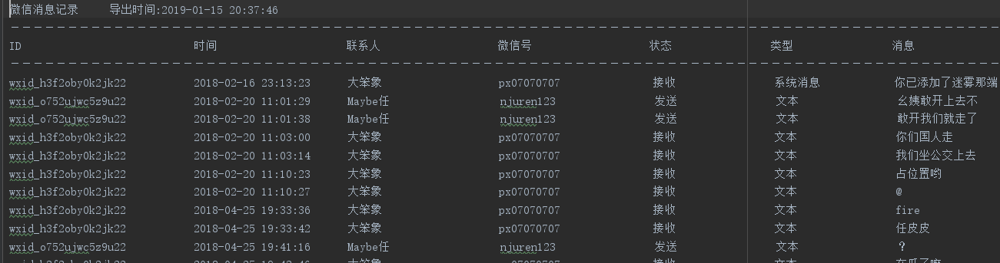 微信消息记录 导出时间:2019-01-15 20:37:46
ID 时间 联系人 微信号 状态 类型 消息
wxid_h3f2oby0k2jk22 2018-02-16 23:13:23 大笨象 px07070707 接收 系统消息 你已添加了迷雾那端
wxid_o752ujwc5z9u22 2018-02-20 11:01:29 Maybe任 njuren123 发送 文本 幺姨敢开上去不
wxid_o752ujwc5z9u22 2018-02-20 11:01:38 Maybe任 njuren123 发送 文本 敢开我们就走了
wxid_h3f2oby0k2jk22 2018-02-20 11:03:00 大笨象 px07070707 接收 文本 你们国人走
wxid_h3f2oby0k2jk22 2018-02-20 11:03:14 大笨象 px07070707 接收 文本 我们坐公交上去
wxid_h3f2oby0k2jk22 2018-02-20 11:10:23 大笨象 px07070707 接收 文本 占位置哟
wxid_h3f2oby0k2jk22 2018-02-20 11:10:27 大笨象 px07070707 接收 文本 @
wxid_h3f2oby0k2jk22 2018-04-25 19:33:36 大笨象 px07070707 接收 文本 fire
wxid_h3f2oby0k2jk22 2018-04-25 19:33:42 大笨象 px07070707 接收 文本 任皮皮
wxid_o752ujwc5z9u22 2018-04-25 19:41:16 Maybe任 njuren123 发送 文本 ？